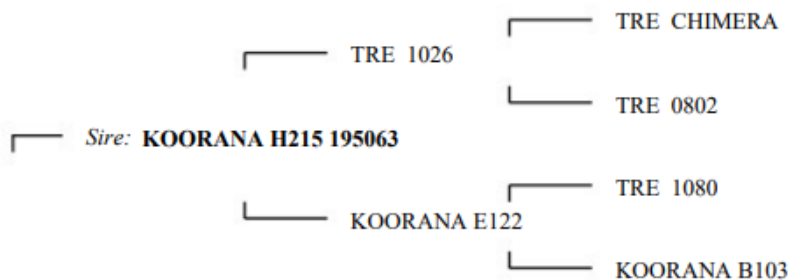 TRE CHIMERA
TRE 1026
TRE 0802
Sire: KOORANA H215 195063
TRE 1080
KOORANA E122
KOORANA B103